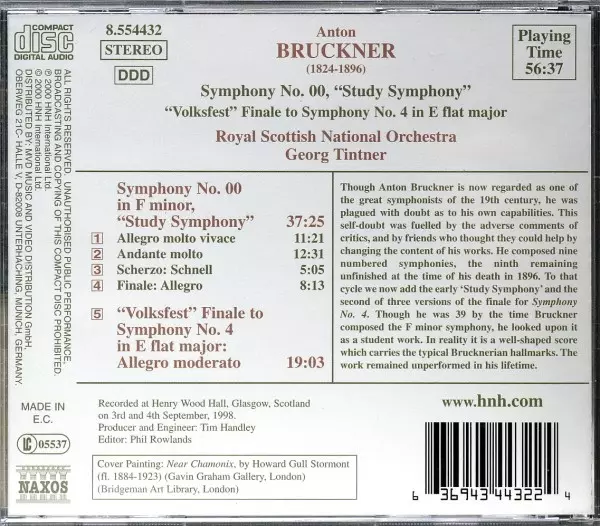 COMPACT
disc
DIGITAL AUDIO
8.554432
STEREO
DDD
Anton
BRUCKNER
(1824-1896)
Playing
Time
56:37
Symphony No. 00, “Study Symphony”
“Volksfest” Finale to Symphony No. 4 in E flat major
Royal Scottish National Orchestra
Georg Tintner
ALL RIGHTS RESERVED. UNAUTHORISED PUBLIC PERFORMANCE,
BROADCASTING AND COPYING OF THIS COMPACT DISC PROHIBITED.
℗ 2000 HNH International Ltd.
© 2000 HNH International Ltd.
DISTRIBUTED BY: MVD MUSIC AND VIDEO DISTRIBUTION GmbH,
OBERWEG 21C- HALLE V, D-82008 UNTERHACHING, MUNICH, GERMANY.
Symphony No. 00
in F minor,
“Study Symphony” 37:25
1 Allegro molto vivace 11:21
2 Andante molto 12:31
3 Scherzo: Schnell 5:05
4 Finale: Allegro 8:13
5 “Volksfest” Finale to
Symphony No. 4
in E flat major:
Allegro moderato 19:03
Though Anton Bruckner is now regarded as one of
the great symphonists of the 19th century, he was
plagued with doubt as to his own capabilities. This
self-doubt was fuelled by the adverse comments of
critics, and by friends who thought they could help by
changing the content of his works. He composed nine
numbered symphonies, the ninth remaining
unfinished at the time of his death in 1896. To that
cycle we now add the early ‘Study Symphony’ and the
second of three versions of the finale for Symphony
No. 4. Though he was 39 by the time Bruckner
composed the F minor symphony, he looked upon it
as a student work. In reality it is a well-shaped score
which carries the typical Brucknerian hallmarks. The
work remained unperformed in his lifetime.
MADE IN
E.C.
LC 05537
NAXOS
Recorded at Henry Wood Hall, Glasgow, Scotland
on 3rd and 4th September, 1998.
Producer and Engineer: Tim Handley
Editor: Phil Rowlands
Cover Painting: Near Chamonix, by Howard Gull Stormont
(fl. 1884-1923) (Gavin Graham Gallery, London)
(Bridgeman Art Library, London)
www.hnh.com
6 36943 44322 4